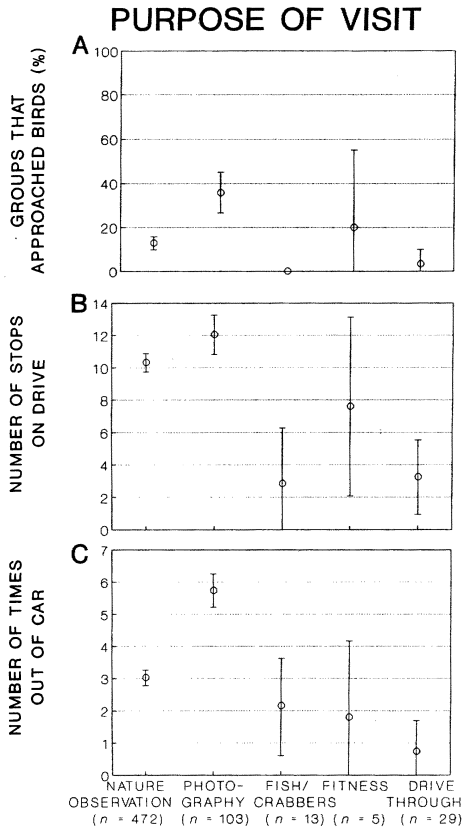 PURPOSE OF VISIT
A
GROUPS THAT
APPROACHED BIRDS (%)
100
80
60
40
20
0
B
NUMBER OF STOPS
ON DRIVE
14
12
10
8
6
4
2
0
C
NUMBER OF TIMES
OUT OF CAR
7
6
5
4
3
2
1
0
NATURE PHOTO- FISH/ FITNESS DRIVE
OBSERVATION GRAPHY CRABBERS THROUGH
(n = 472) (n = 103) (n = 13) (n = 5) (n = 29)